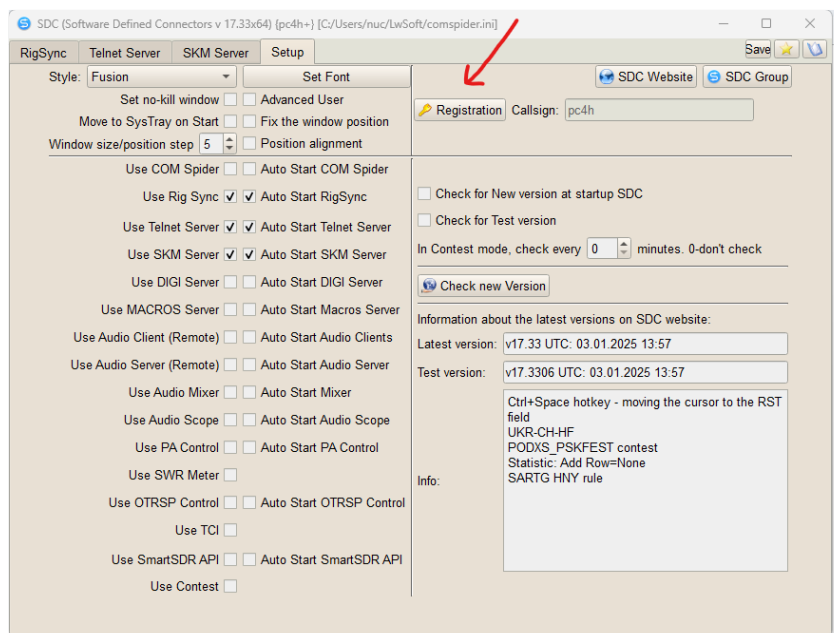 SDC (Software Defined Connectors v 17.33x64) {pc4h+} [C:/Users/nuc/LwSoft/comspider.ini]
RigSync Telnet Server SKM Server Setup Save
Style: Fusion Set Font SDC Website SDC Group
Set no-kill window Advanced User
Registration Callsign: pc4h
Move to SysTray on Start Fix the window position
Window size/position step 5 Position alignment
Use COM Spider Auto Start COM Spider
Use Rig Sync Auto Start RigSync
Use Telnet Server Auto Start Telnet Server
Use SKM Server Auto Start SKM Server
Use DIGI Server Auto Start DIGI Server
Use MACROS Server Auto Start Macros Server
Use Audio Client (Remote) Auto Start Audio Clients
Use Audio Server (Remote) Auto Start Audio Server
Use Audio Mixer Auto Start Mixer
Use Audio Scope Auto Start Audio Scope
Use PA Control Auto Start PA Control
Use SWR Meter
Use OTRSP Control Auto Start OTRSP Control
Use TCI
Use SmartSDR API Auto Start SmartSDR API
Use Contest
Check for New version at startup SDC
Check for Test version
In Contest mode, check every 0 minutes. 0-don't check
Check new Version
Information about the latest versions on SDC website:
Latest version: v17.33 UTC: 03.01.2025 13:57
Test version: v17.3306 UTC: 03.01.2025 13:57
Info:
Ctrl+Space hotkey - moving the cursor to the RST
field
UKR-CH-HF
PODXS_PSKFEST contest
Statistic: Add Row=None
SARTG HNY rule